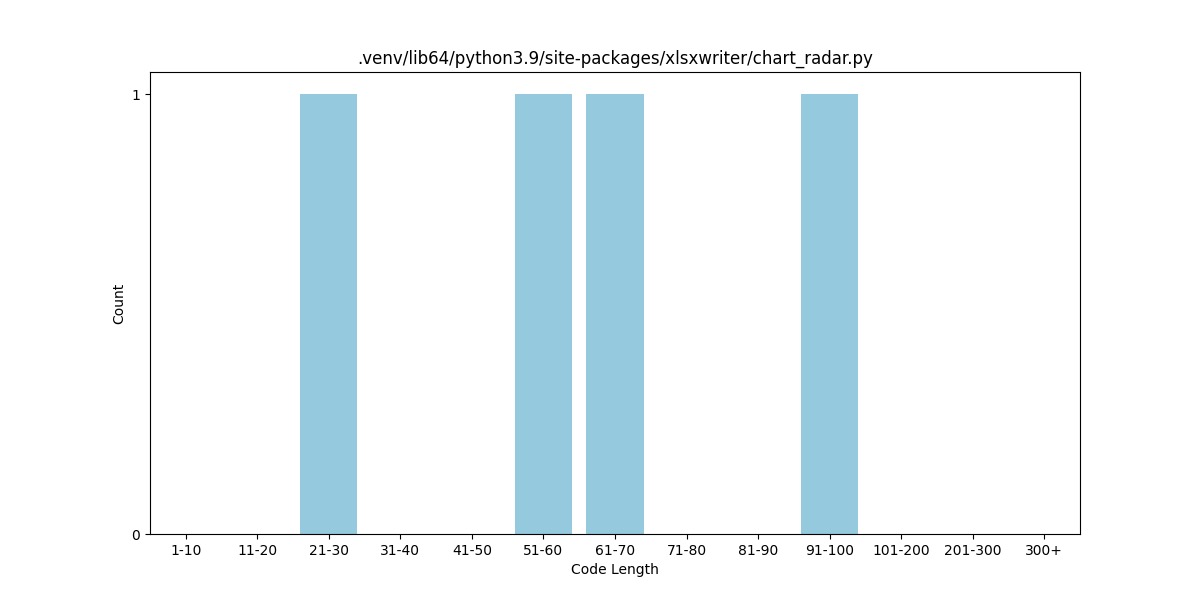 .venv/lib64/python3.9/site-packages/xlsxwriter/chart_radar.py
1
Count
0
1-10 11-20 21-30 31-40 41-50 51-60 61-70 71-80 81-90 91-100 101-200 201-300 300+
Code Length